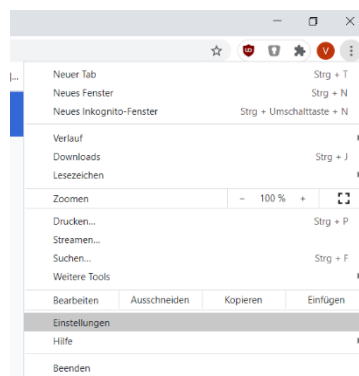 V
Neuer Tab Strg + T
Neues Fenster Strg + N
Neues Inkognito-Fenster Strg + Umschalttaste + N
Verlauf
Downloads Strg + J
Lesezeichen
Zoomen - 100 % +
Drucken... Strg + P
Streamen...
Suchen... Strg + F
Weitere Tools
Bearbeiten Ausschneiden Kopieren Einfügen
Einstellungen
Hilfe
Beenden